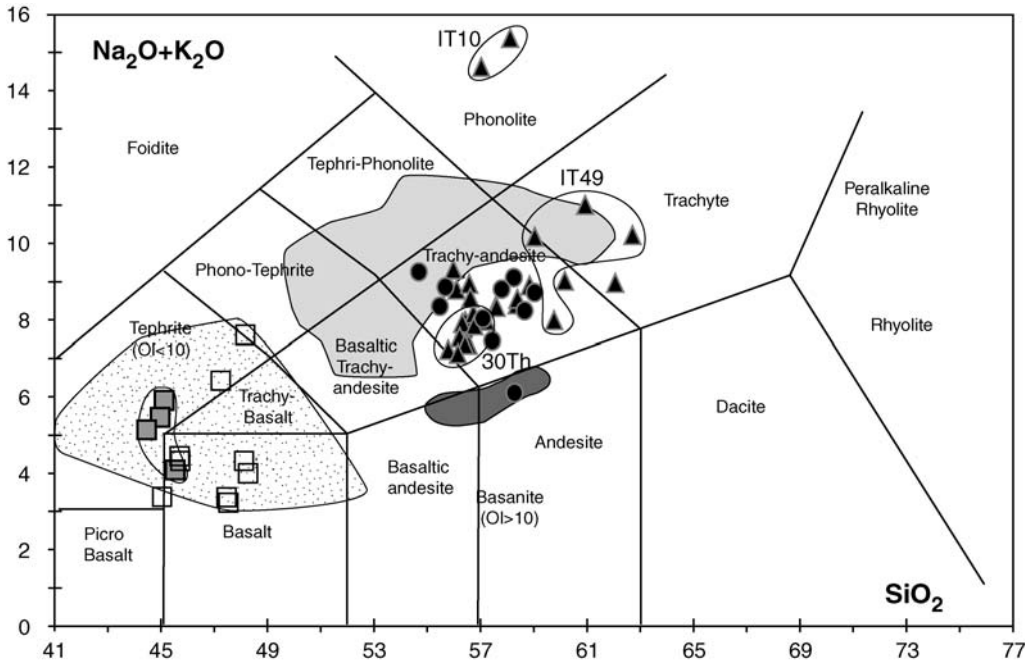 16
14
12
10
8
6
4
2
0
Na₂O+K₂O
IT10
Phonolite
Foidite
Tephri-Phonolite
IT49
Trachyte
Peralkaline
Rhyolite
Trachy-andesite
Phono-Tephrite
Tephrite
(Ol<10)
Rhyolite
Basaltic
Trachy-
andesite
30Th
Trachy-
Basalt
Dacite
Andesite
Basaltic
andesite
Basanite
(Ol>10)
Picro
Basalt
Basalt
SiO₂
41 45 49 53 57 61 65 69 73 77